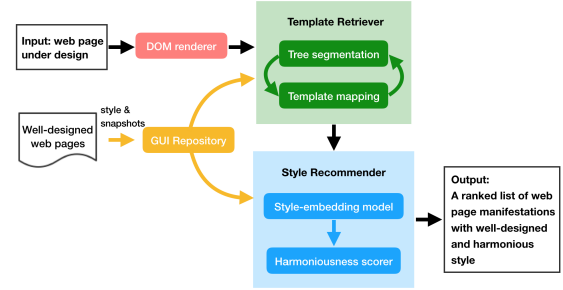 Template Retriever
Input: web page
under design
DOM renderer
Tree segmentation
Template mapping
style &
snapshots
Well-designed
web pages
GUI Repository
Style Recommender
Style-embedding model
Harmoniousness scorer
Output:
A ranked list of web
page manifestations
with well-designed
and harmonious
style